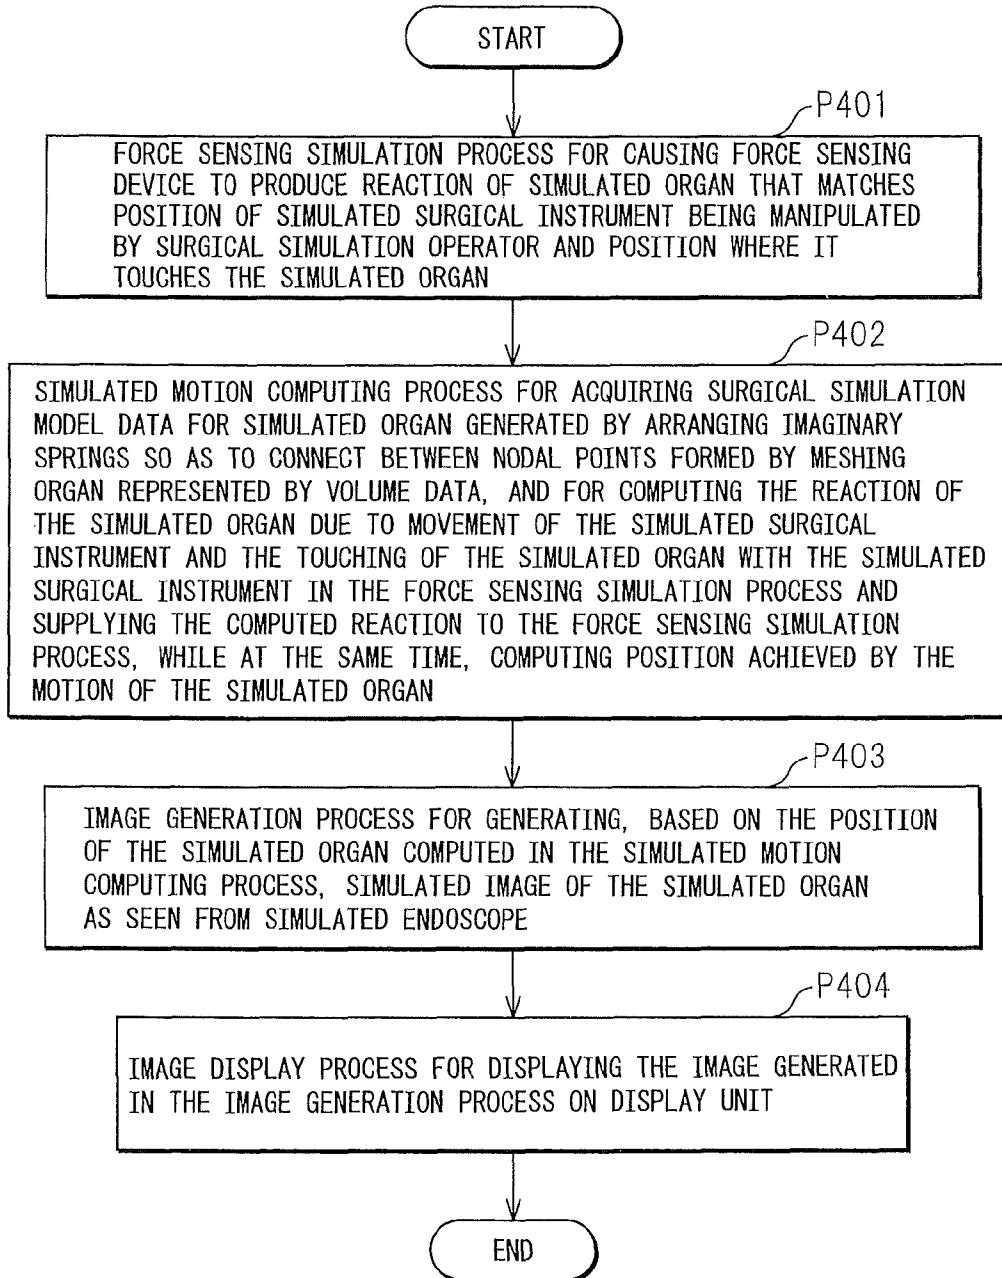 START
P401
FORCE SENSING SIMULATION PROCESS FOR CAUSING FORCE SENSING
DEVICE TO PRODUCE REACTION OF SIMULATED ORGAN THAT MATCHES
POSITION OF SIMULATED SURGICAL INSTRUMENT BEING MANIPULATED
BY SURGICAL SIMULATION OPERATOR AND POSITION WHERE IT
TOUCHES THE SIMULATED ORGAN
P402
SIMULATED MOTION COMPUTING PROCESS FOR ACQUIRING SURGICAL SIMULATION
MODEL DATA FOR SIMULATED ORGAN GENERATED BY ARRANGING IMAGINARY
SPRINGS SO AS TO CONNECT BETWEEN NODAL POINTS FORMED BY MESHING
ORGAN REPRESENTED BY VOLUME DATA, AND FOR COMPUTING THE REACTION OF
THE SIMULATED ORGAN DUE TO MOVEMENT OF THE SIMULATED SURGICAL
INSTRUMENT AND THE TOUCHING OF THE SIMULATED ORGAN WITH THE SIMULATED
SURGICAL INSTRUMENT IN THE FORCE SENSING SIMULATION PROCESS AND
SUPPLYING THE COMPUTED REACTION TO THE FORCE SENSING SIMULATION
PROCESS, WHILE AT THE SAME TIME, COMPUTING POSITION ACHIEVED BY THE
MOTION OF THE SIMULATED ORGAN
P403
IMAGE GENERATION PROCESS FOR GENERATING, BASED ON THE POSITION
OF THE SIMULATED ORGAN COMPUTED IN THE SIMULATED MOTION
COMPUTING PROCESS, SIMULATED IMAGE OF THE SIMULATED ORGAN
AS SEEN FROM SIMULATED ENDOSCOPE
P404
IMAGE DISPLAY PROCESS FOR DISPLAYING THE IMAGE GENERATED
IN THE IMAGE GENERATION PROCESS ON DISPLAY UNIT
END